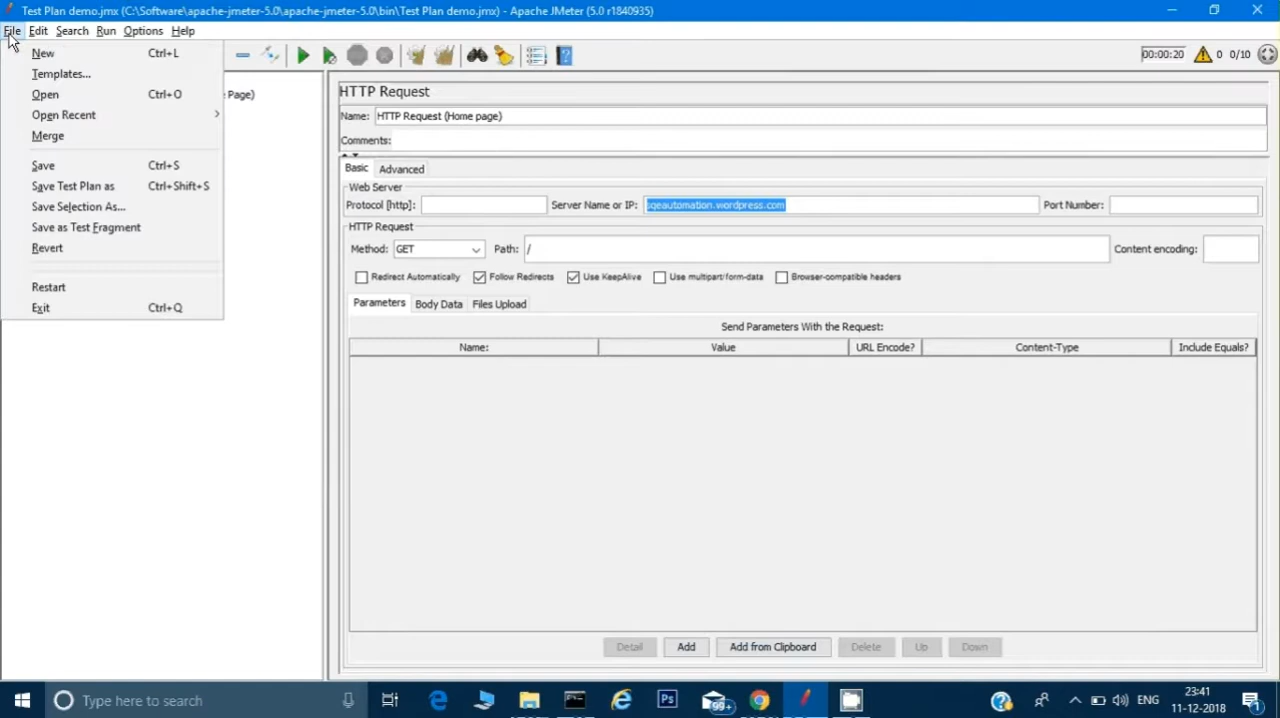 Test Plan demo.jmx (C:\Software\apache-jmeter-5.0\apache-jmeter-5.0\bin\Test Plan demo.jmx) - Apache JMeter (5.0 r1840935)
File Edit Search Run Options Help
New Ctrl+L
Templates...
Open Ctrl+O
Open Recent
Merge
Save Ctrl+S
Save Test Plan as Ctrl+Shift+S
Save Selection As...
Save as Test Fragment
Revert
Restart
Exit Ctrl+Q
00:00:20 0 0/10
Page)
HTTP Request
Name: HTTP Request (Home page)
Comments:
Basic Advanced
Web Server
Protocol [http]: Server Name or IP: sqeautomation.wordpress.com Port Number:
HTTP Request
Method: GET Path: / Content encoding:
Redirect Automatically Follow Redirects Use KeepAlive Use multipart/form-data Browser-compatible headers
Parameters Body Data Files Upload
Send Parameters With the Request:
Name: Value URL Encode? Content-Type Include Equals?
Detail Add Add from Clipboard Delete Up Down
Type here to search
Ps
99+
ENG
23:41
11-12-2018
1